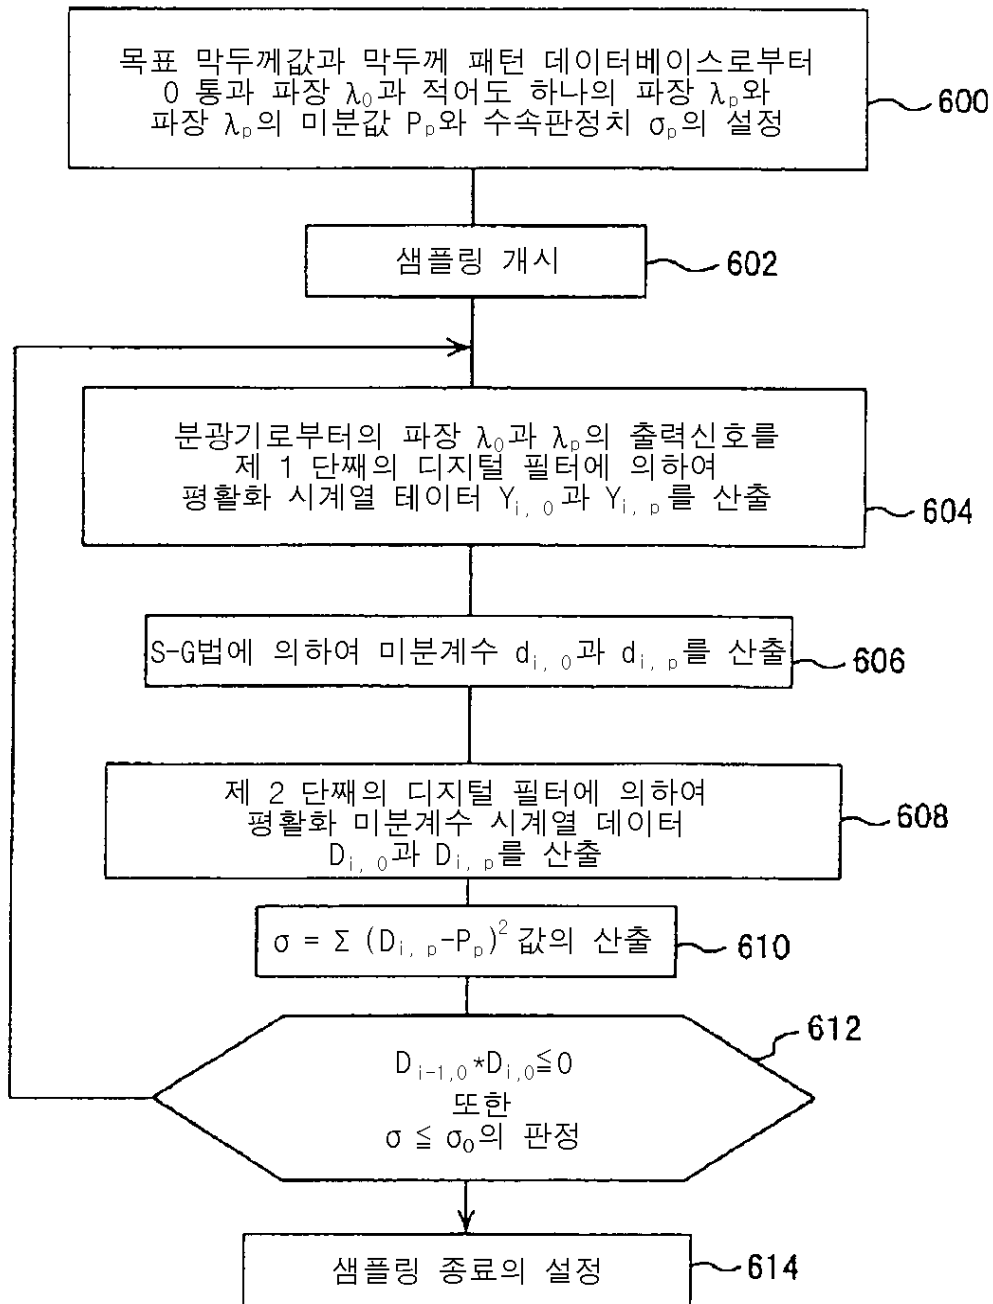 목표 막두께값과 막두께 패턴 데이터베이스로부터
0 통과 파장 λ₀과 적어도 하나의 파장 λₚ와
파장 λₚ의 미분값 Pₚ와 수속판정치 σₚ의 설정
600
샘플링 개시
602
분광기로부터의 파장 λ₀과 λₚ의 출력신호를
제 1 단째의 디지털 필터에 의하여
평활화 시계열 테이터 Yᵢ, ₀과 Yᵢ, ₚ를 산출
604
S-G법에 의하여 미분계수 dᵢ, ₀과 dᵢ, ₚ를 산출
606
제 2 단째의 디지털 필터에 의하여
평활화 미분계수 시계열 데이터
Dᵢ, ₀과 Dᵢ, ₚ를 산출
608
σ = Σ (Dᵢ, ₚ-Pₚ)² 값의 산출
610
Dᵢ₋₁,₀*Dᵢ,₀≦0
또한
σ ≦ σ₀의 판정
612
샘플링 종료의 설정
614